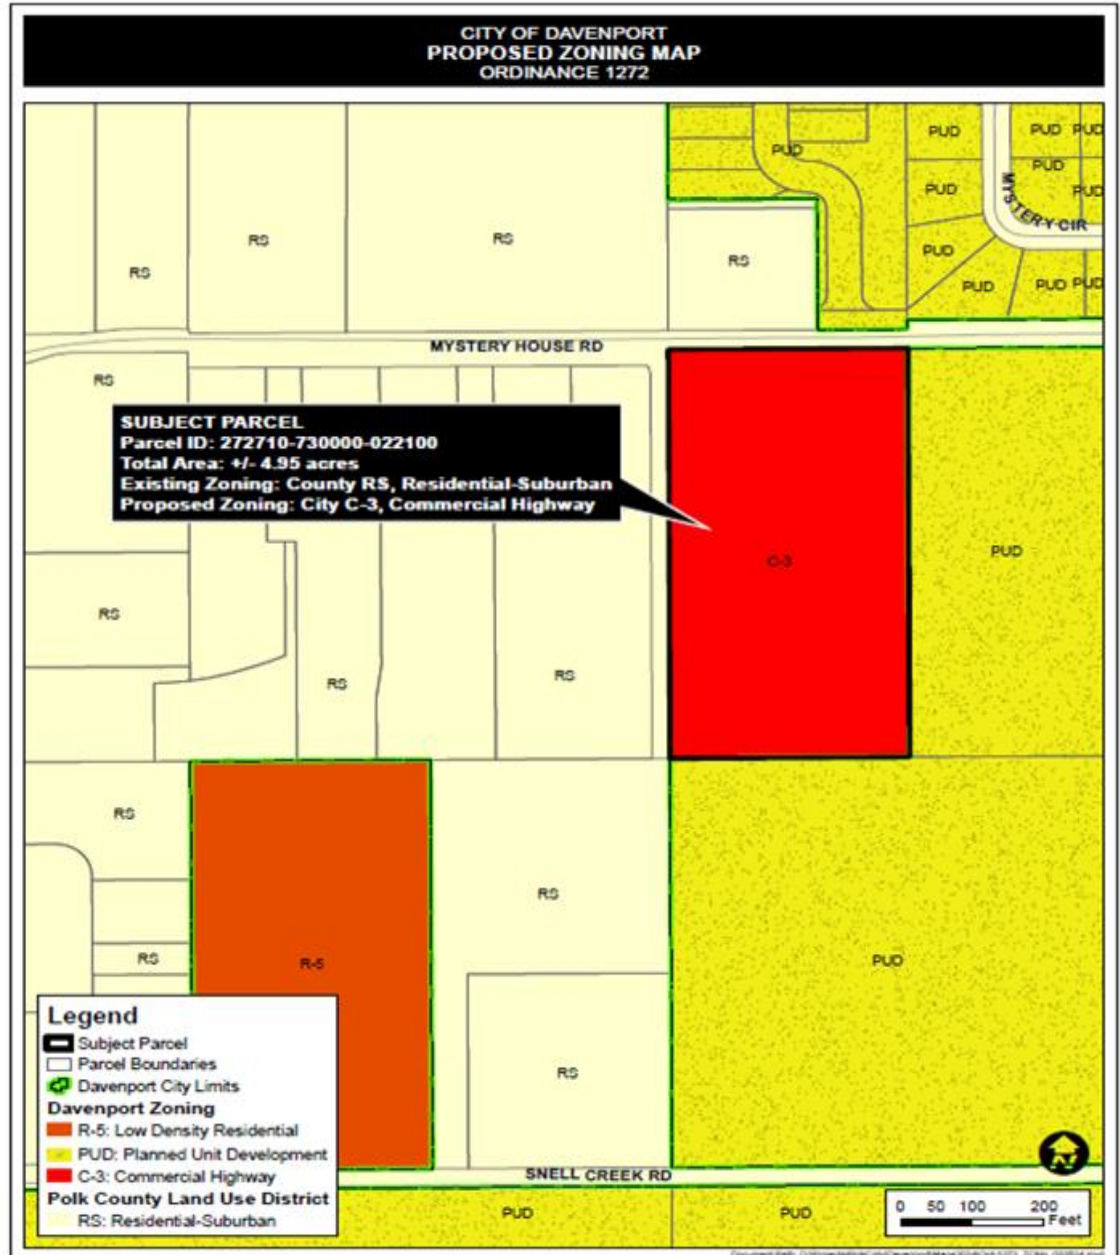 CITY OF DAVENPORT
PROPOSED ZONING MAP
ORDINANCE 1272
PUD
PUD
PUD
PUD
PUD
PUD
PUD
MYSTERY CIR
PUD
RS
RS
RS
RS
PUD
PUD
PUD
PUD
MYSTERY HOUSE RD
RS
SUBJECT PARCEL
Parcel ID: 272710-730000-022100
Total Area: +/- 4.95 acres
Existing Zoning: County RS, Residential-Suburban
Proposed Zoning: City C-3, Commercial Highway
C-3
PUD
RS
RS
RS
RS
RS
RS
R-5
PUD
RS
Legend
Subject Parcel
Parcel Boundaries
Davenport City Limits
Davenport Zoning
R-5: Low Density Residential
PUD: Planned Unit Development
C-3: Commercial Highway
Polk County Land Use District
RS: Residential-Suburban
SNELL CREEK RD
PUD
PUD
N
0 50 100 200
Feet